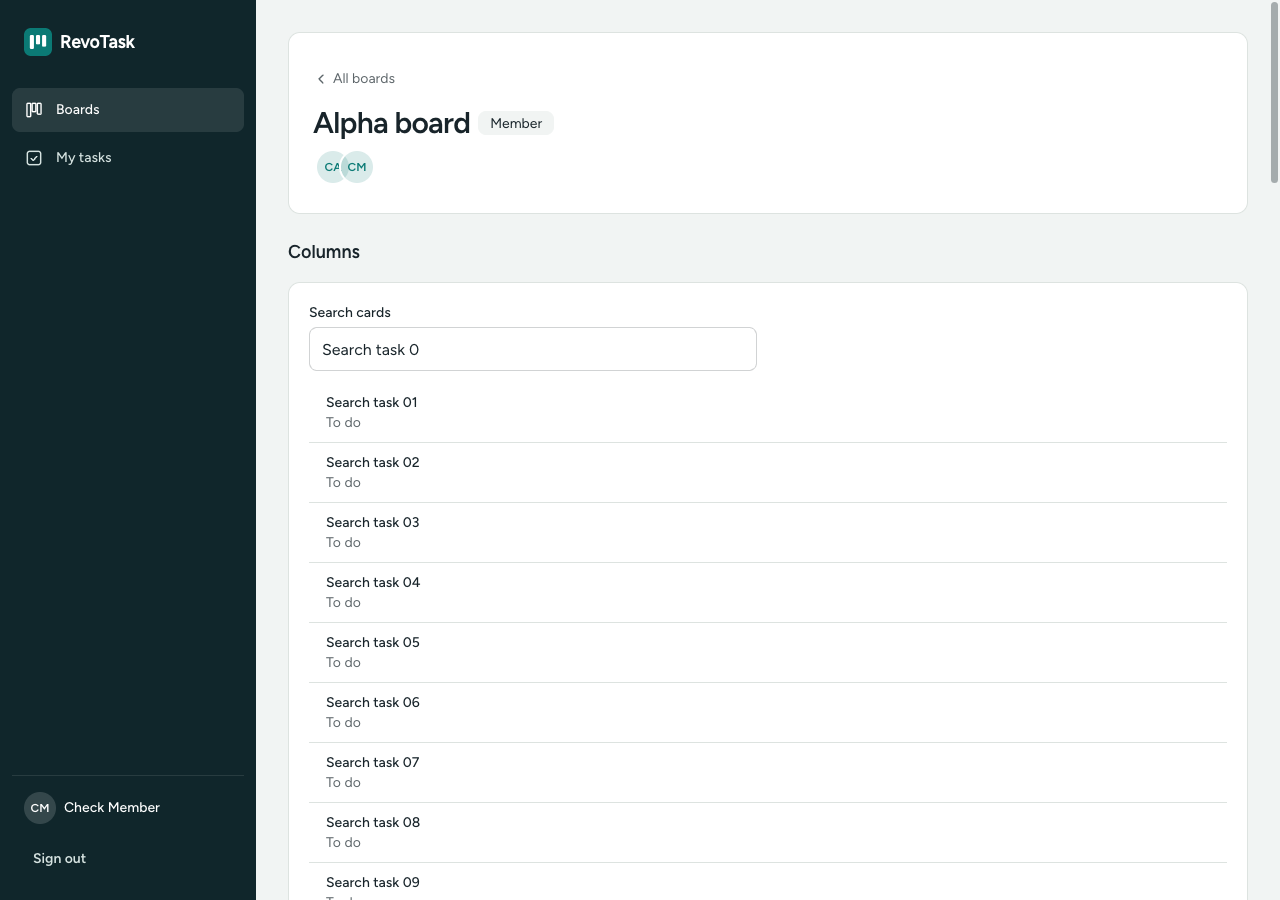 RevoTask
Boards
My tasks
All boards
Alpha board
Member
CA
CM
Columns
Search cards
Search task 0
Search task 01
To do
Search task 02
To do
Search task 03
To do
Search task 04
To do
Search task 05
To do
Search task 06
To do
Search task 07
To do
Search task 08
To do
Search task 09
CM
Check Member
Sign out